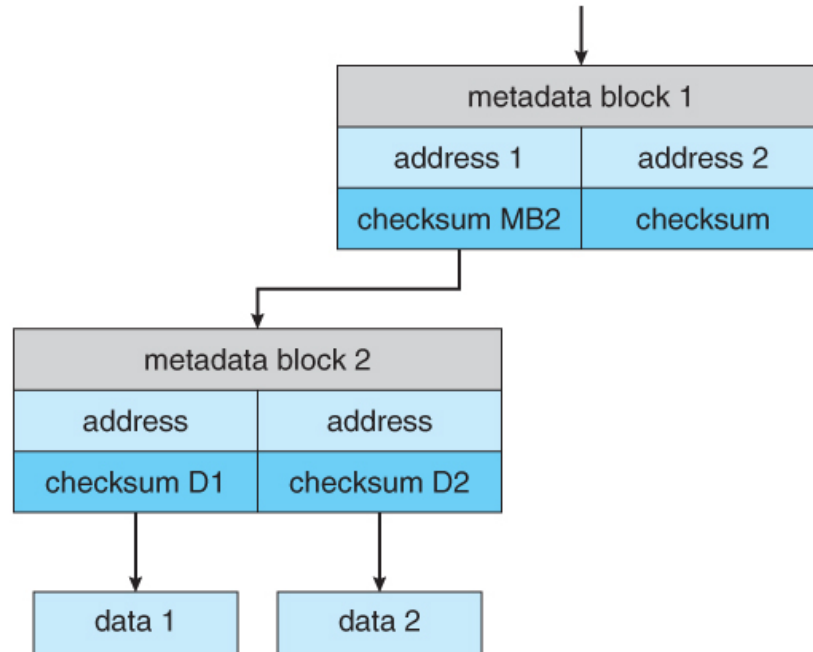 metadata block 1
address 1 address 2
checksum MB2 checksum
metadata block 2
address address
checksum D1 checksum D2
data 1 data 2